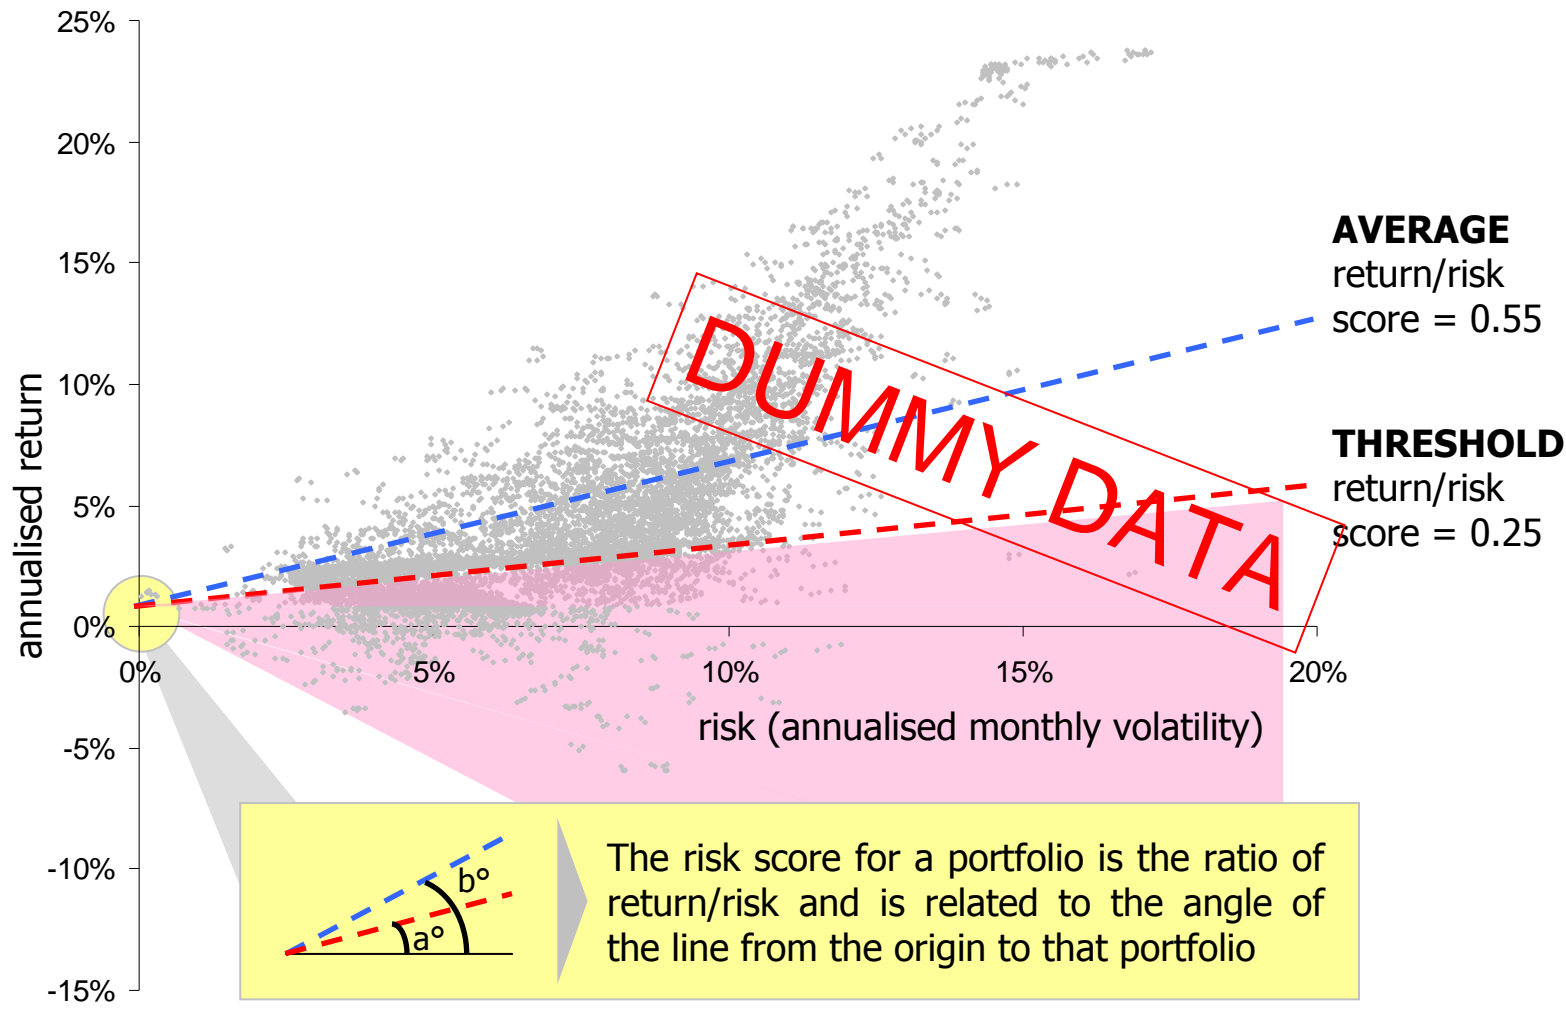 25%
20%
15%
10%
5%
0%
-5%
-10%
-15%
annualised return
0%
5%
10%
15%
20%
risk (annualised monthly volatility)
DUMMY DATA
AVERAGE
return/risk
score = 0.55
THRESHOLD
return/risk
score = 0.25
b°
a°
The risk score for a portfolio is the ratio of
return/risk and is related to the angle of
the line from the origin to that portfolio